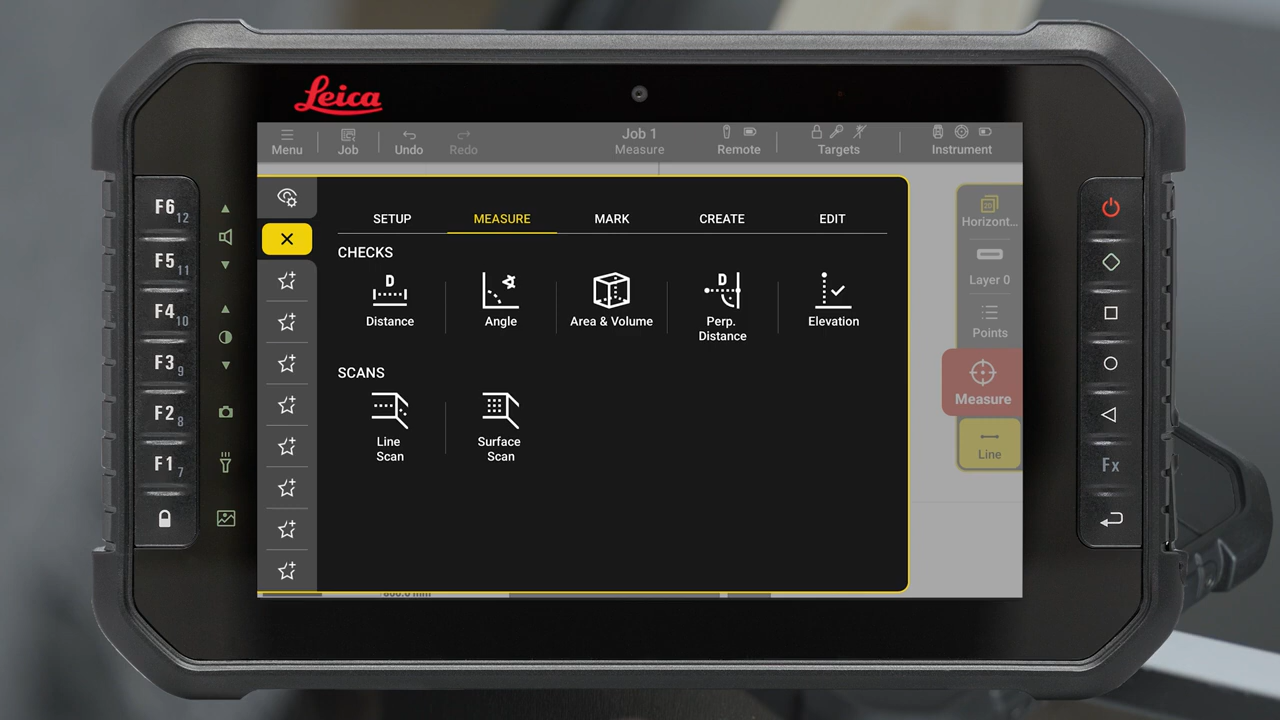 Leica
Menu
Job
Undo
Redo
Job 1
Measure
Remote
Targets
Instrument
SETUP
MEASURE
MARK
CREATE
EDIT
CHECKS
D
Distance
Angle
Area & Volume
D
Perp.
Distance
Elevation
SCANS
Line
Scan
Surface
Scan
2D
Horizont...
Layer 0
Points
Measure
Line
F6 12
F5 11
F4 10
F3 9
F2 8
F1 7
Fx